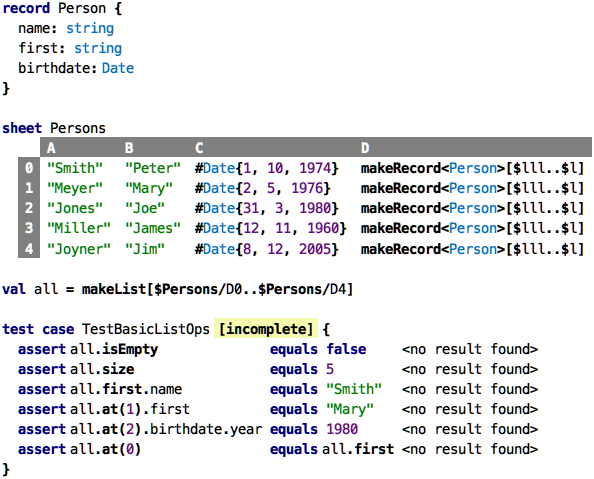 record Person {
name: string
first: string
birthdate: Date
}
sheet Persons
A B C D
0 "Smith" "Peter" #Date{1, 10, 1974} makeRecord<Person>[$lll..$l]
1 "Meyer" "Mary" #Date{2, 5, 1976} makeRecord<Person>[$lll..$l]
2 "Jones" "Joe" #Date{31, 3, 1980} makeRecord<Person>[$lll..$l]
3 "Miller" "James" #Date{12, 11, 1960} makeRecord<Person>[$lll..$l]
4 "Joyner" "Jim" #Date{8, 12, 2005} makeRecord<Person>[$lll..$l]
val all = makeList[$Persons/D0..$Persons/D4]
test case TestBasicListOps [incomplete] {
assert all.isEmpty equals false <no result found>
assert all.size equals 5 <no result found>
assert all.first.name equals "Smith" <no result found>
assert all.at(1).first equals "Mary" <no result found>
assert all.at(2).birthdate.year equals 1980 <no result found>
assert all.at(0) equals all.first <no result found>
}